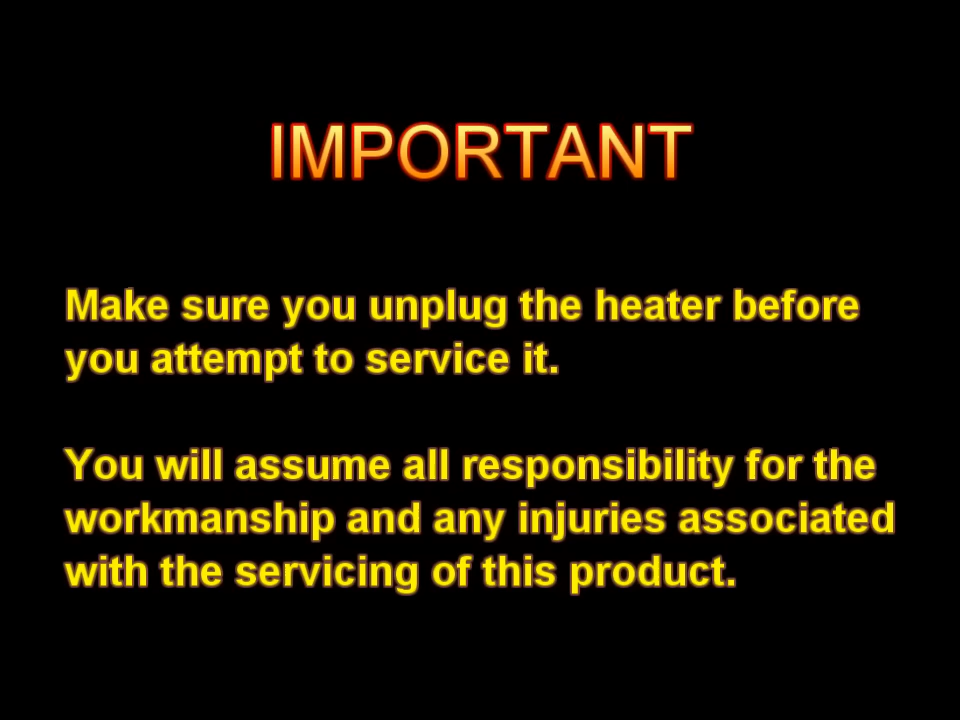 IMPORTANT
Make sure you unplug the heater before
you attempt to service it.
You will assume all responsibility for the
workmanship and any injuries associated
with the servicing of this product.